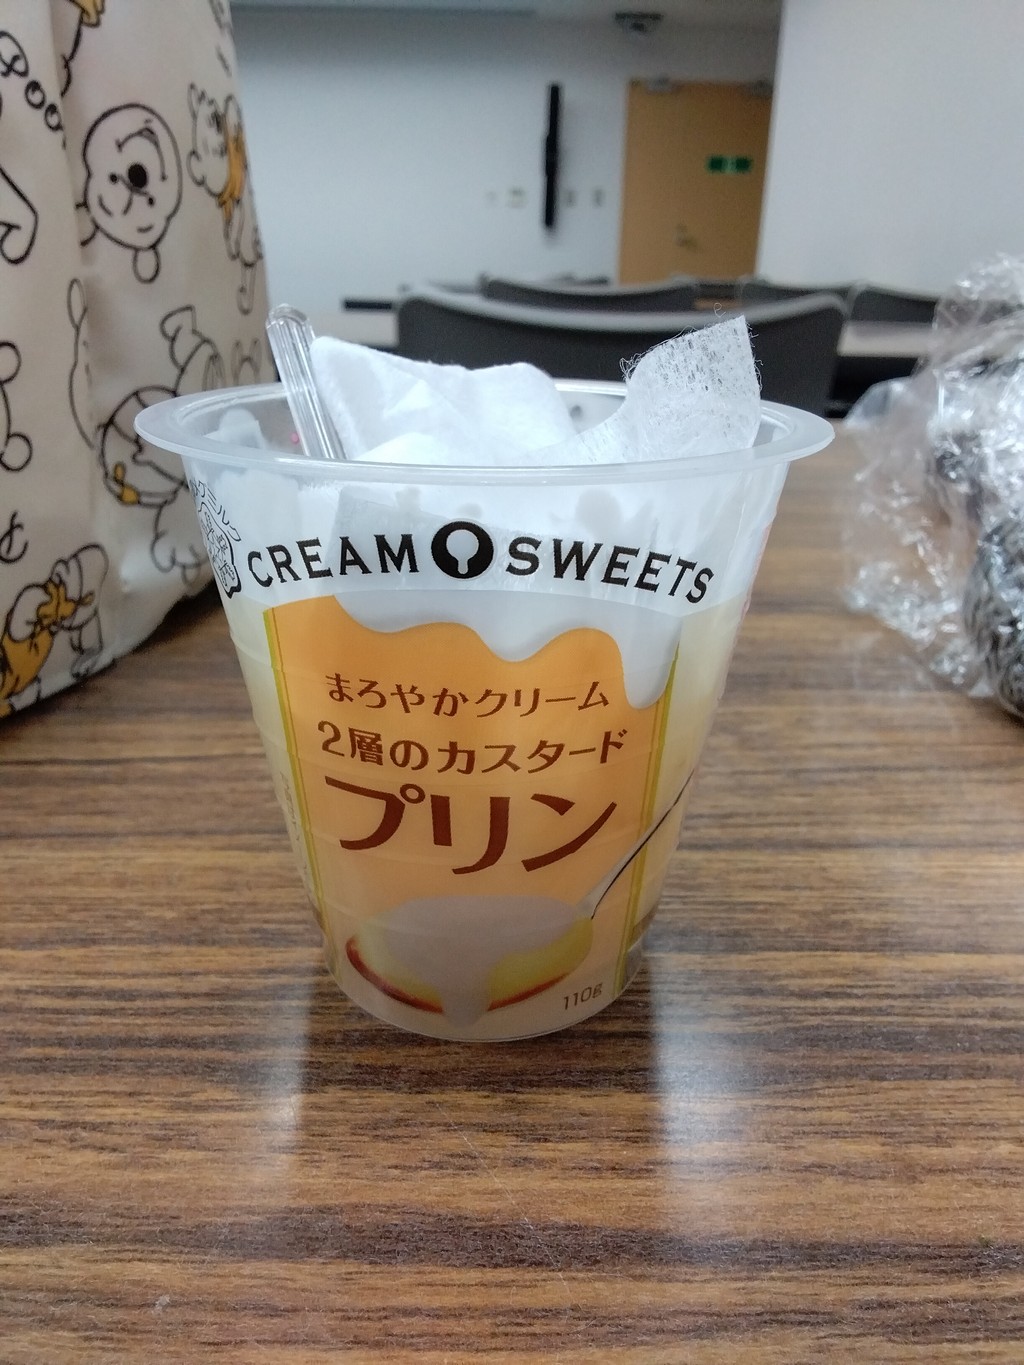 Pooh
CREAM SWEETS
まろやかクリーム
2層のカスタード
プリン
110g